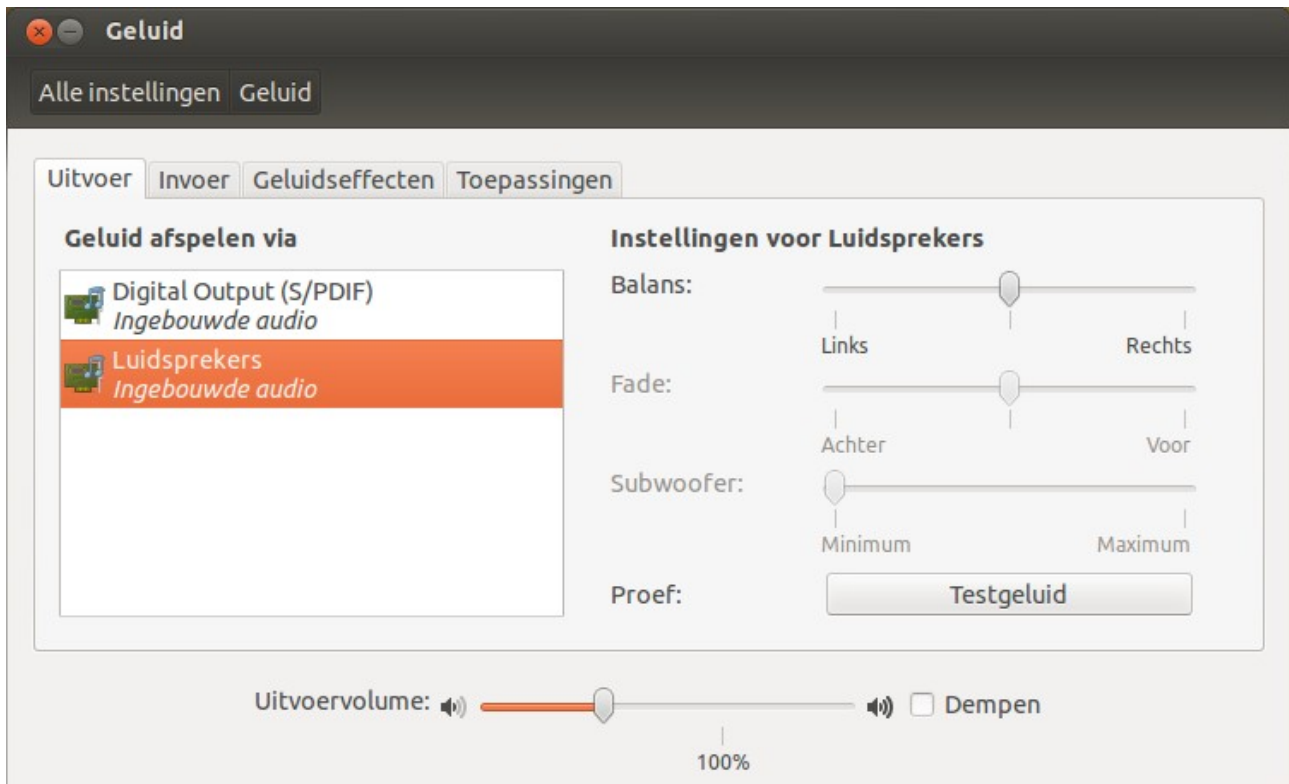 Geluid
Alle instellingen Geluid
Uitvoer Invoer Geluidseffecten Toepassingen
Geluid afspelen via
Digital Output (S/PDIF)
Ingebouwde audio
Luidsprekers
Ingebouwde audio
Instellingen voor Luidsprekers
Balans:
Links Rechts
Fade:
Achter Voor
Subwoofer:
Minimum Maximum
Proef: Testgeluid
Uitvoervolume: Dempen
100%